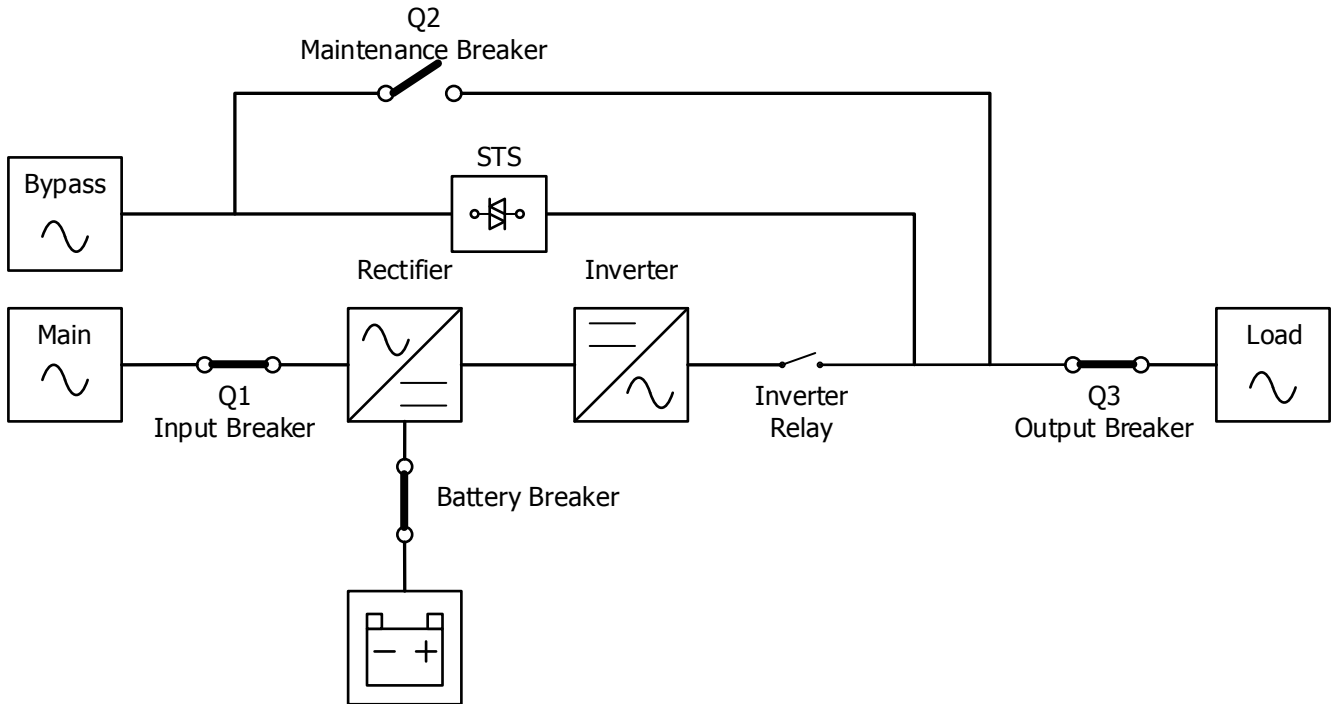 Q2
Maintenance Breaker
STS
Bypass
Rectifier
Inverter
Main
Load
Q1
Input Breaker
Inverter
Relay
Q3
Output Breaker
Battery Breaker